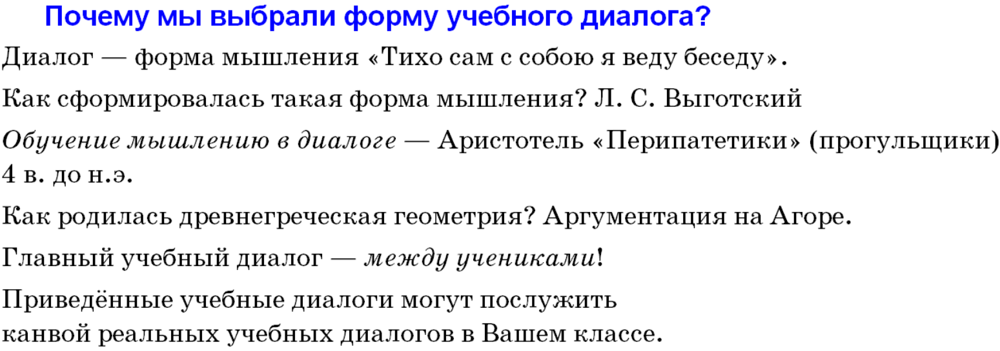 Почему мы выбрали форму учебного диалога?
Диалог — форма мышления «Тихо сам с собою я веду беседу».
Как сформировалась такая форма мышления? Л. С. Выготский
Обучение мышлению в диалоге — Аристотель «Перипатетики» (прогульщики)
4 в. до н.э.
Как родилась древнегреческая геометрия? Аргументация на Агоре.
Главный учебный диалог — между учениками!
Приведённые учебные диалоги могут послужить
канвой реальных учебных диалогов в Вашем классе.